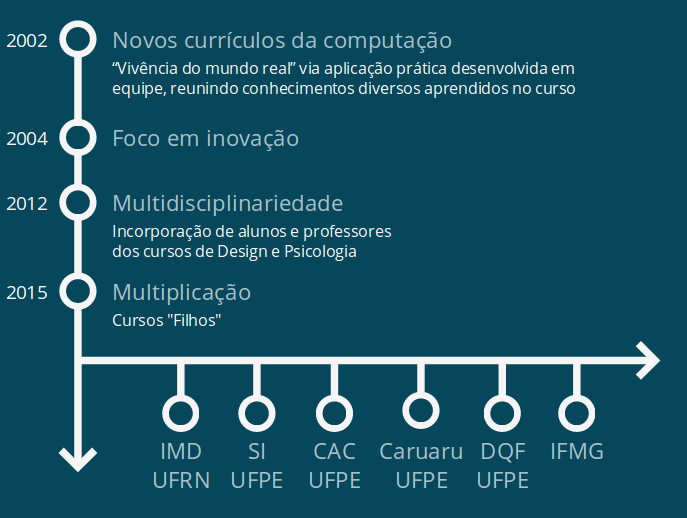 2002 Novos currículos da computação
“Vivência do mundo real” via aplicação prática desenvolvida em
equipe, reunindo conhecimentos diversos aprendidos no curso
2004 Foco em inovação
2012 Multidisciplinariedade
Incorporação de alunos e professores
dos cursos de Design e Psicologia
2015 Multiplicação
Cursos "Filhos"
IMD SI CAC Caruaru DQF IFMG
UFRN UFPE UFPE UFPE UFPE